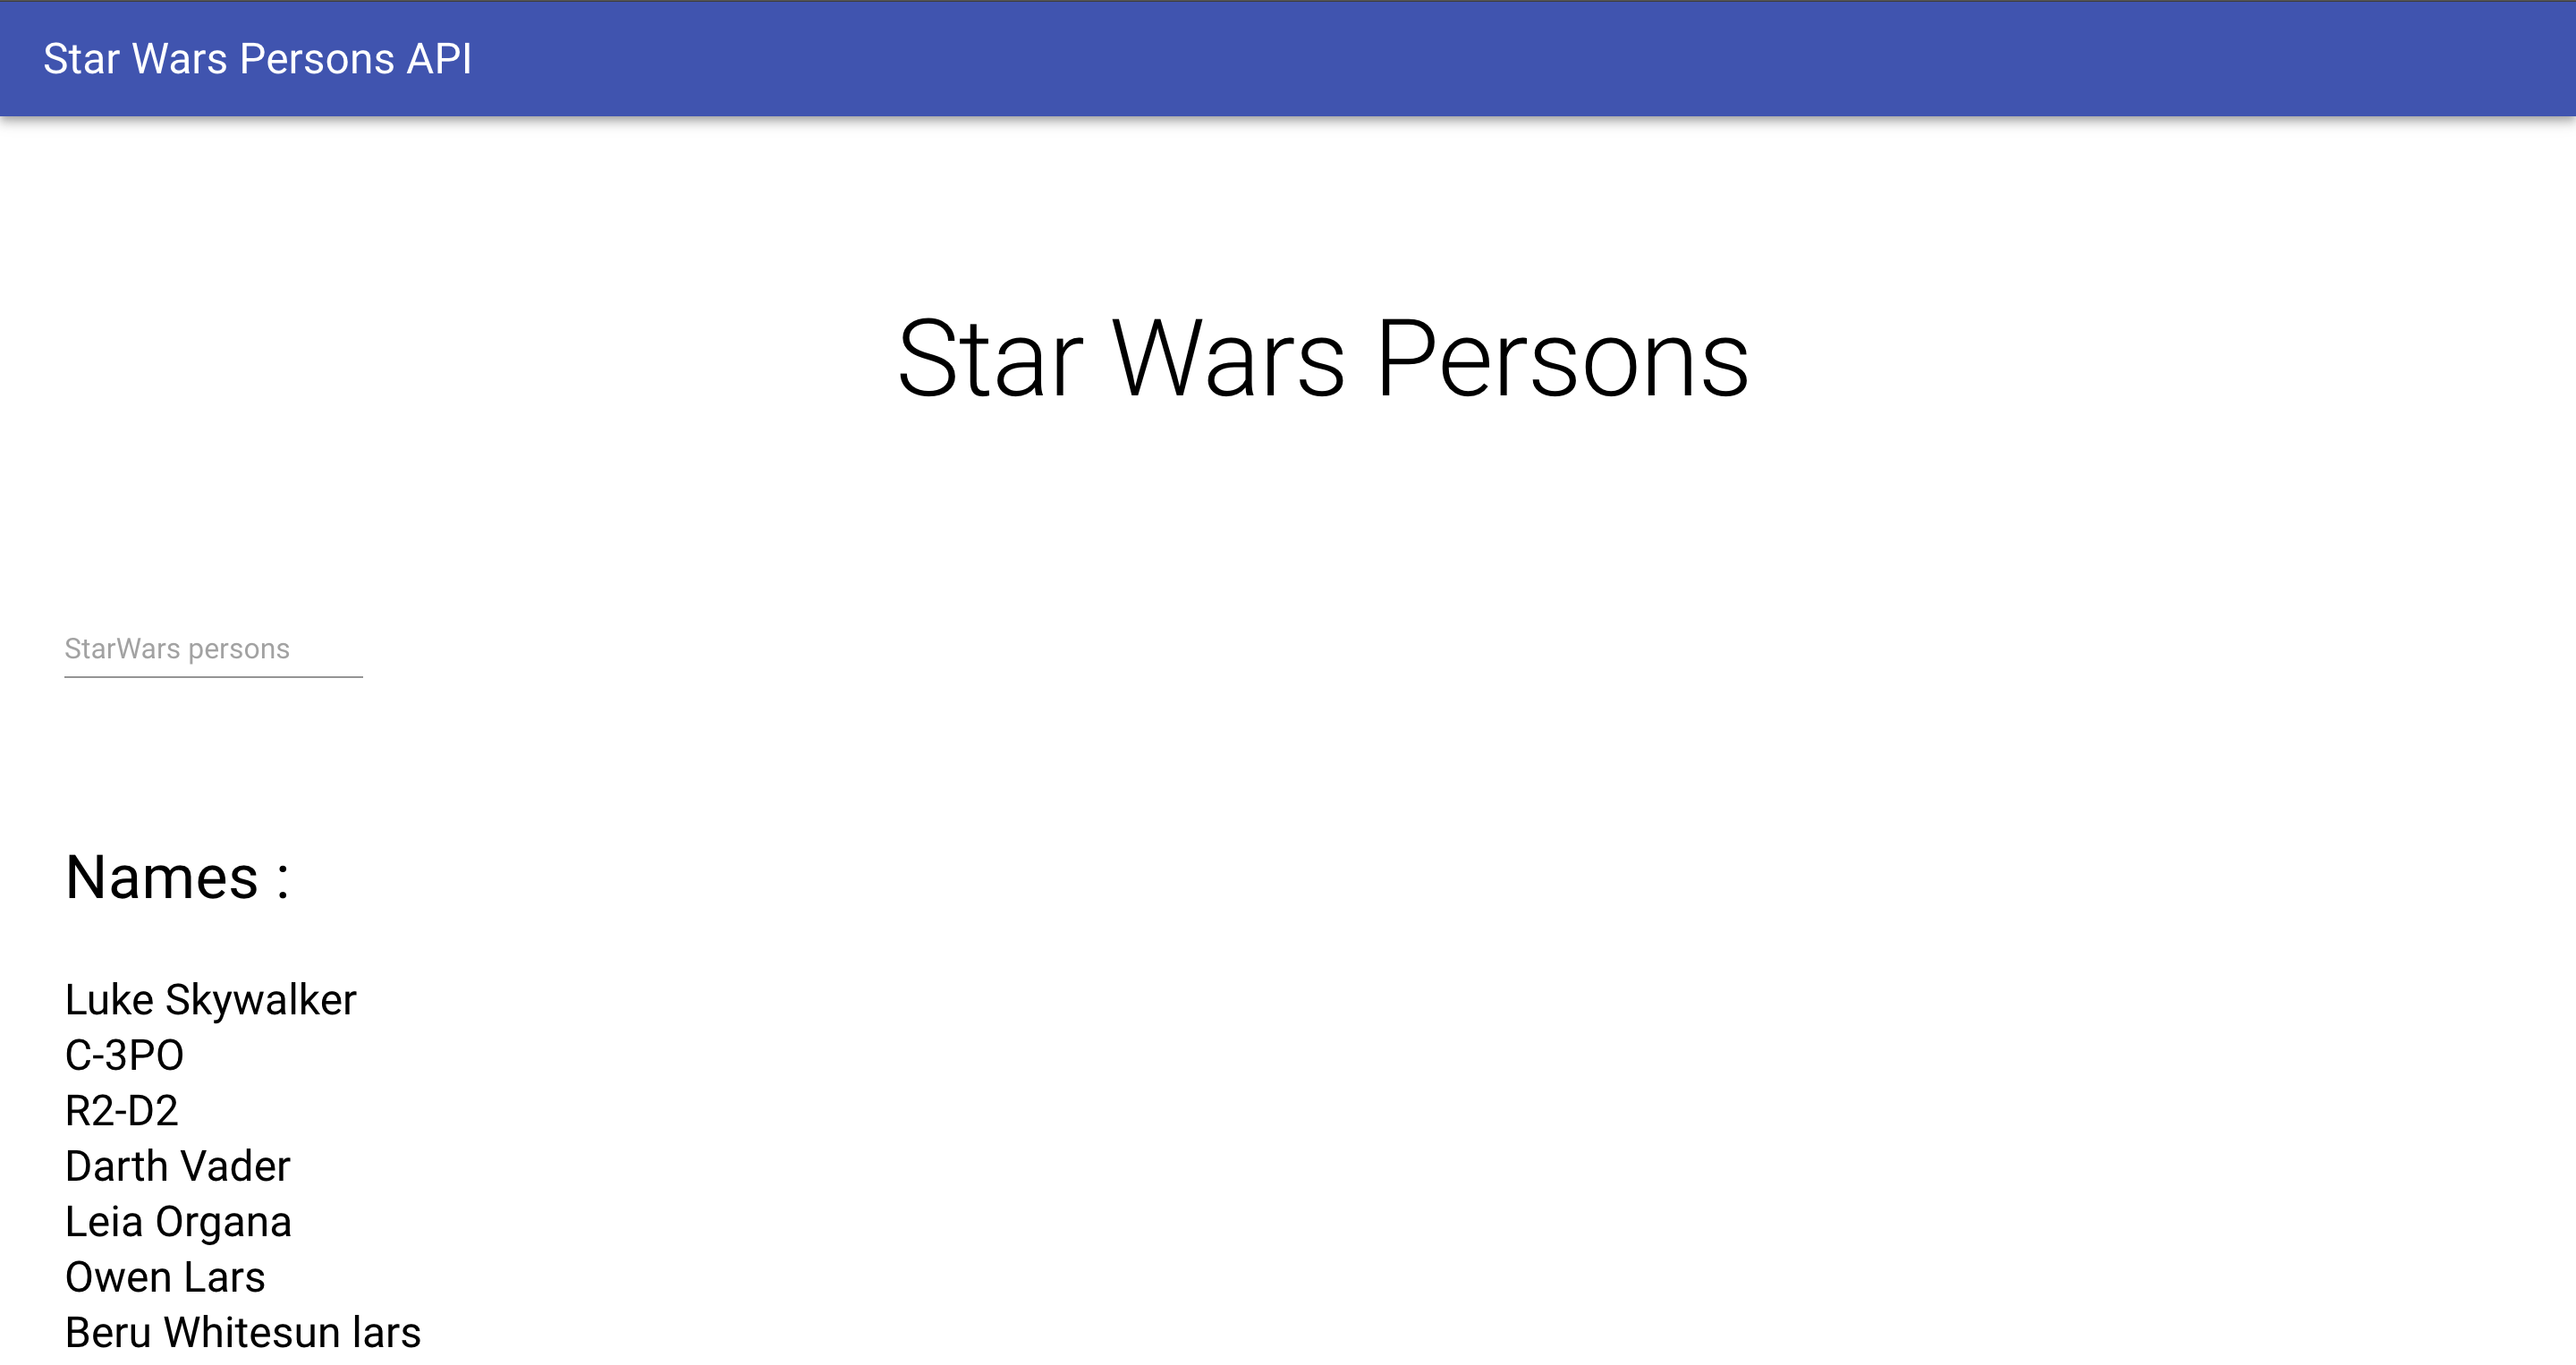 Star Wars Persons API
Star Wars Persons
StarWars persons
Names :
Luke Skywalker
C-3PO
R2-D2
Darth Vader
Leia Organa
Owen Lars
Beru Whitesun lars